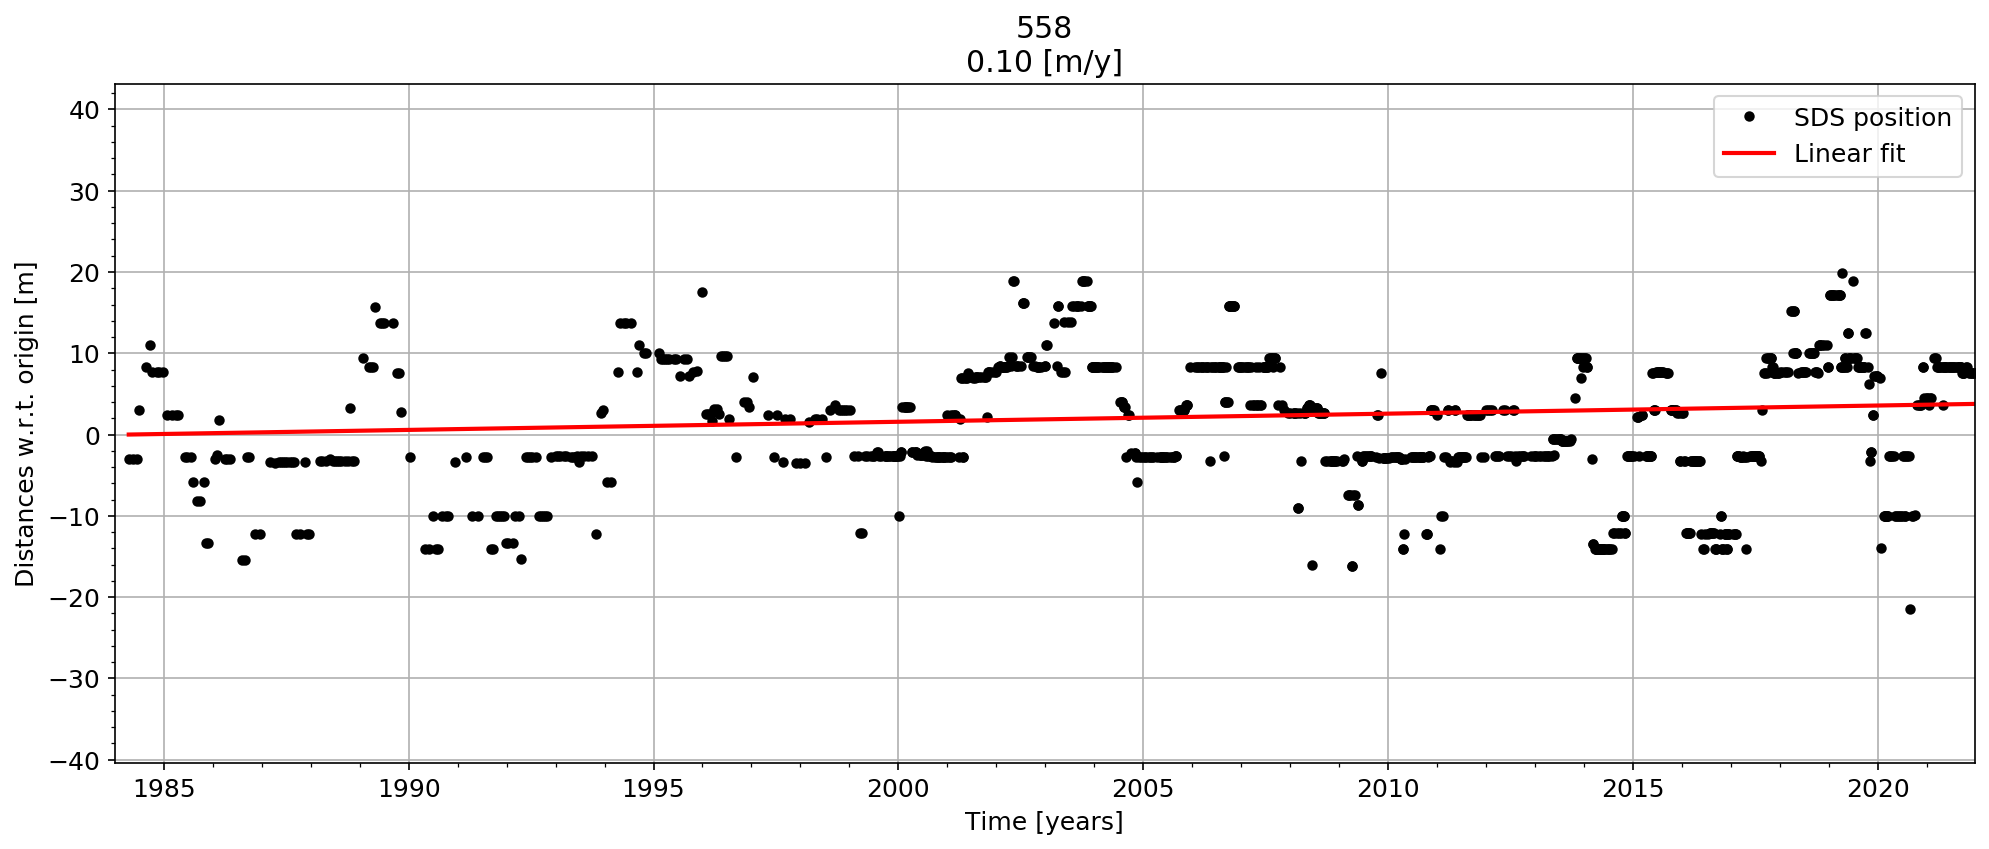 558
0.10 [m/y]
Distances w.r.t. origin [m]
40
30
20
10
0
−10
−20
−30
−40
SDS position
Linear fit
1985 1990 1995 2000 2005 2010 2015 2020
Time [years]